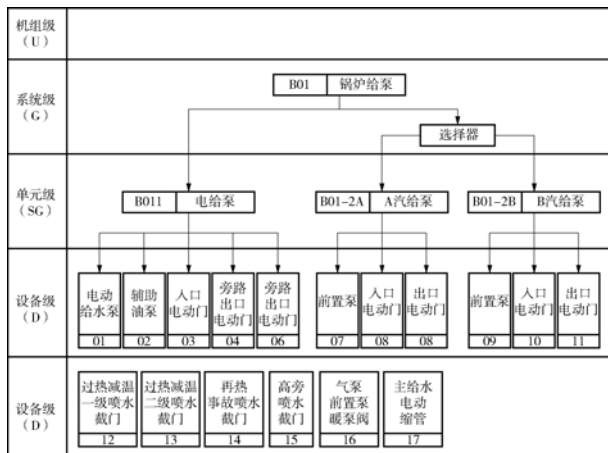 机组级
（U）
系统级
（G）
B01 锅炉给泵
选择器
单元级
（SG）
B011 电给泵
B01-2A A汽给泵
B01-2B B汽给泵
设备级
（D）
电动
给水泵
01
辅助
油泵
02
入口
电动门
03
旁路
出口
电动门
04
旁路
出口
电动门
06
前置泵
07
入口
电动门
08
出口
电动门
08
前置泵
09
入口
电动门
10
出口
电动门
11
设备级
（D）
过热减温
一级喷水
截门
12
过热减温
二级喷水
截门
13
再热
事故喷水
截门
14
高旁
喷水
截门
15
气泵
前置泵
暖泵阀
16
主给水
电动
缩管
17